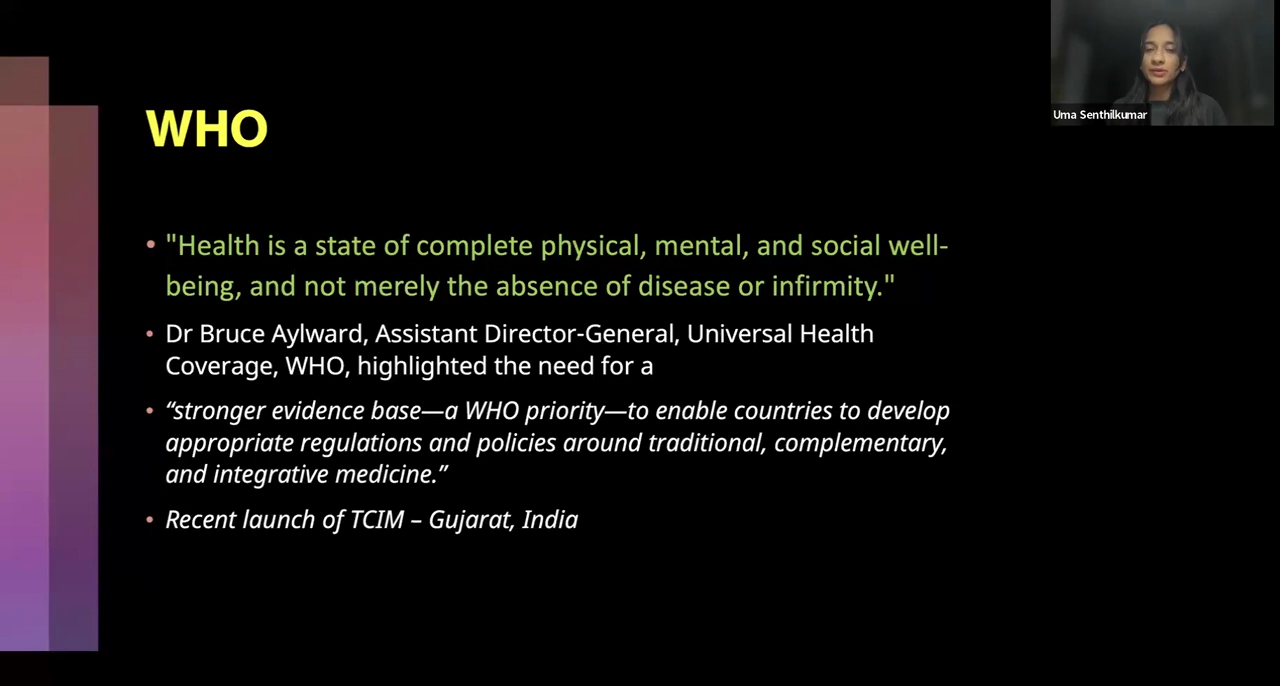 WHO
Uma Senthilkumar
• "Health is a state of complete physical, mental, and social well-
being, and not merely the absence of disease or infirmity."
• Dr Bruce Aylward, Assistant Director-General, Universal Health
Coverage, WHO, highlighted the need for a
• “stronger evidence base—a WHO priority—to enable countries to develop
appropriate regulations and policies around traditional, complementary,
and integrative medicine.”
• Recent launch of TCIM – Gujarat, India